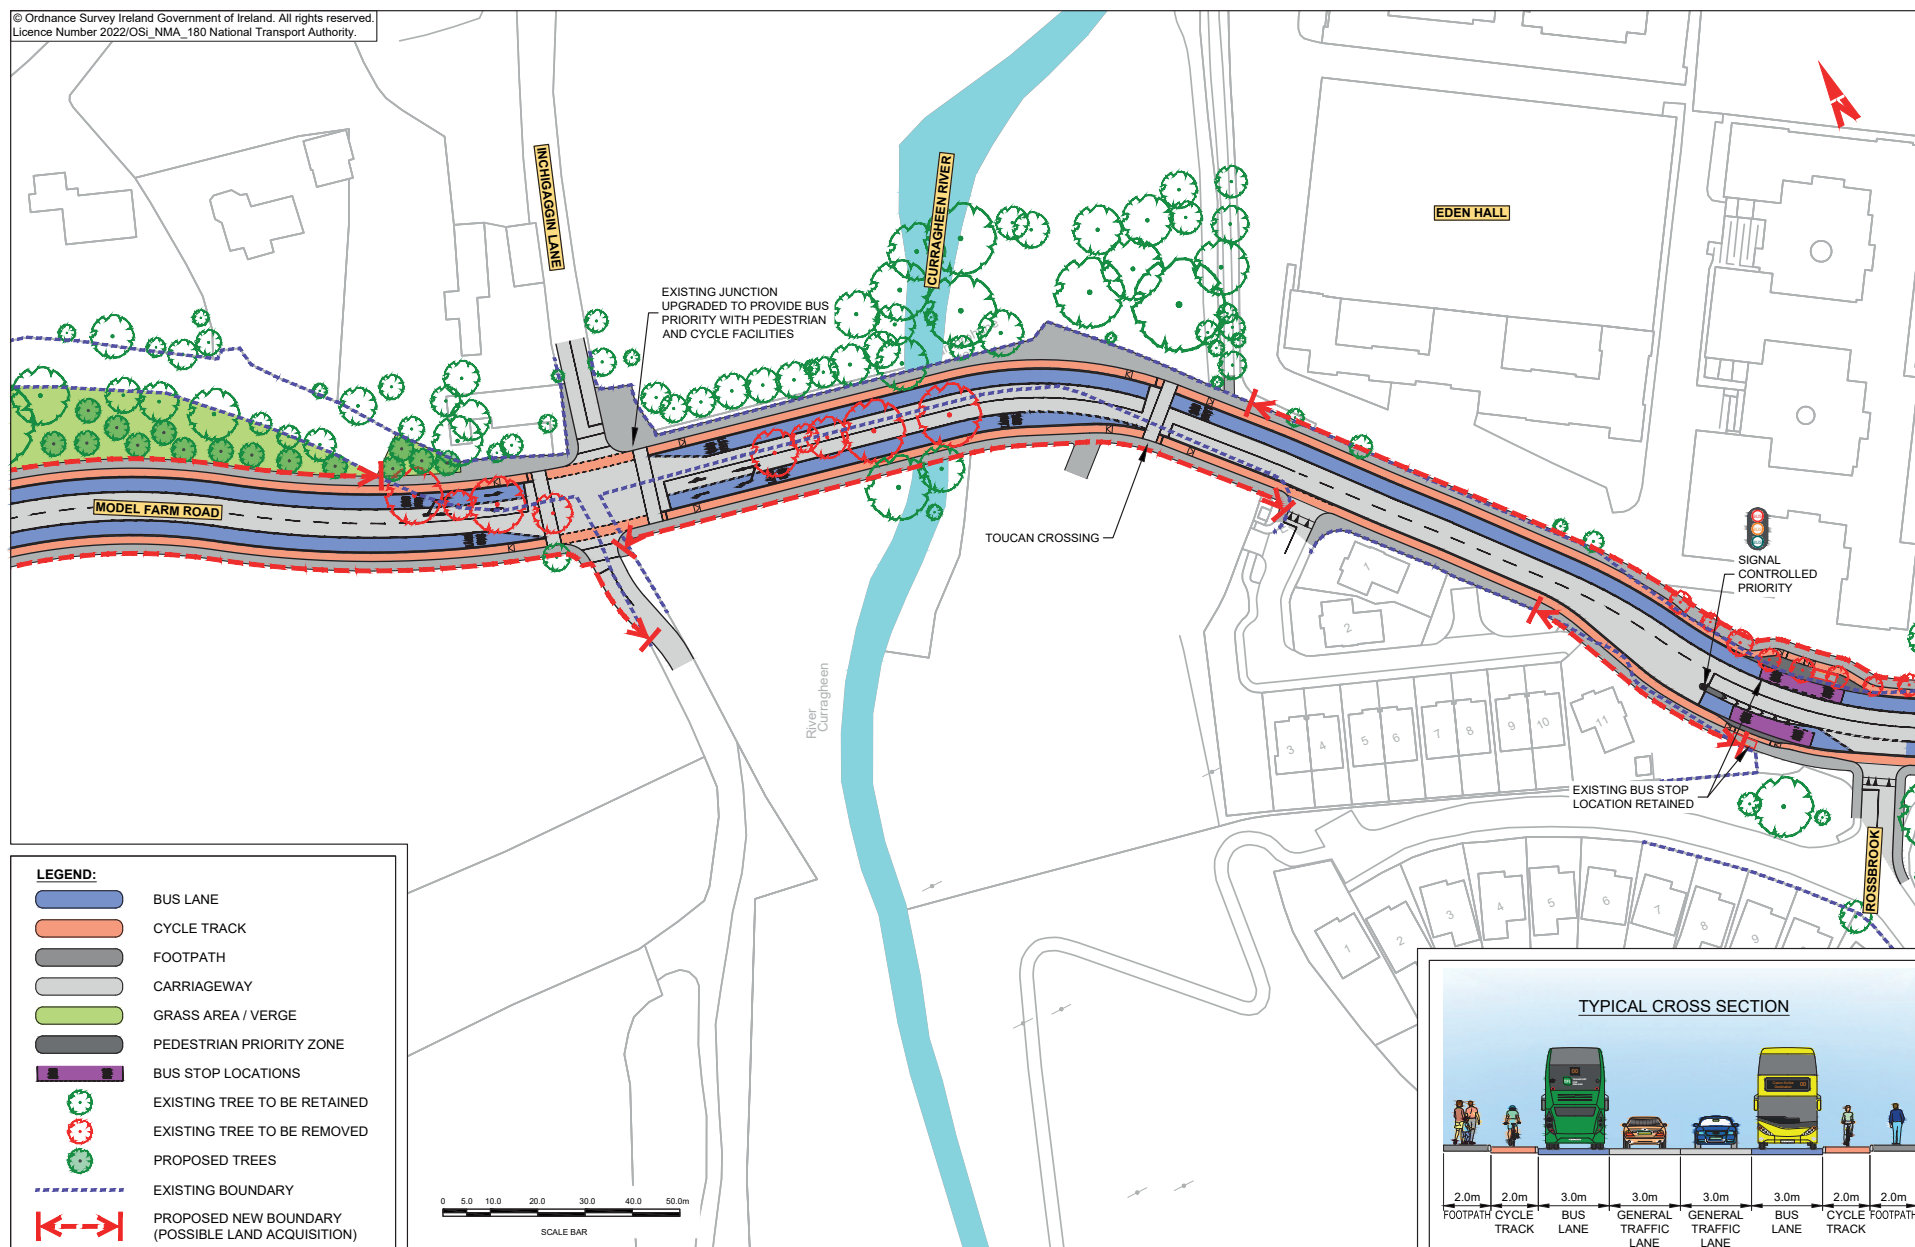 © Ordnance Survey Ireland Government of Ireland. All rights reserved.
Licence Number 2022/OSi_NMA_180 National Transport Authority.
INCHIGAGGIN LANE
CURRAGHEEN RIVER
EDEN HALL
N
EXISTING JUNCTION
UPGRADED TO PROVIDE BUS
PRIORITY WITH PEDESTRIAN
AND CYCLE FACILITIES
MODEL FARM ROAD
TOUCAN CROSSING
SIGNAL
CONTROLLED
PRIORITY
River
Curragheen
1
2
3
4
5
6
7
8
9
10
11
EXISTING BUS STOP
LOCATION RETAINED
ROSSBROOK
1
2
3
4
5
6
7
8
9
LEGEND:
BUS LANE
CYCLE TRACK
FOOTPATH
CARRIAGEWAY
GRASS AREA / VERGE
PEDESTRIAN PRIORITY ZONE
BUS STOP LOCATIONS
EXISTING TREE TO BE RETAINED
EXISTING TREE TO BE REMOVED
PROPOSED TREES
EXISTING BOUNDARY
PROPOSED NEW BOUNDARY
(POSSIBLE LAND ACQUISITION)
0 5.0 10.0 20.0 30.0 40.0 50.0m
SCALE BAR
TYPICAL CROSS SECTION
2.0m 2.0m 3.0m 3.0m 3.0m 3.0m 2.0m 2.0m
FOOTPATH CYCLE TRACK BUS LANE GENERAL TRAFFIC LANE GENERAL TRAFFIC LANE BUS LANE CYCLE TRACK FOOTPATH